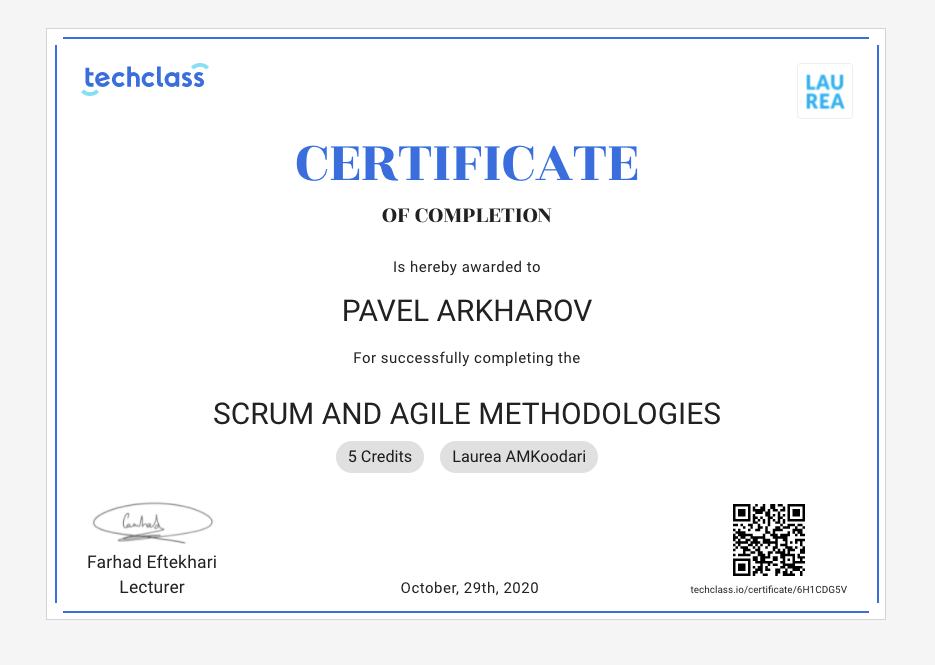 techclass
LAU
REA
CERTIFICATE
OF COMPLETION
Is hereby awarded to
PAVEL ARKHAROV
For successfully completing the
SCRUM AND AGILE METHODOLOGIES
5 Credits
Laurea AMKoodari
Farhad Eftekhari
Lecturer
October, 29th, 2020
techclass.io/certificate/6H1CDG5V